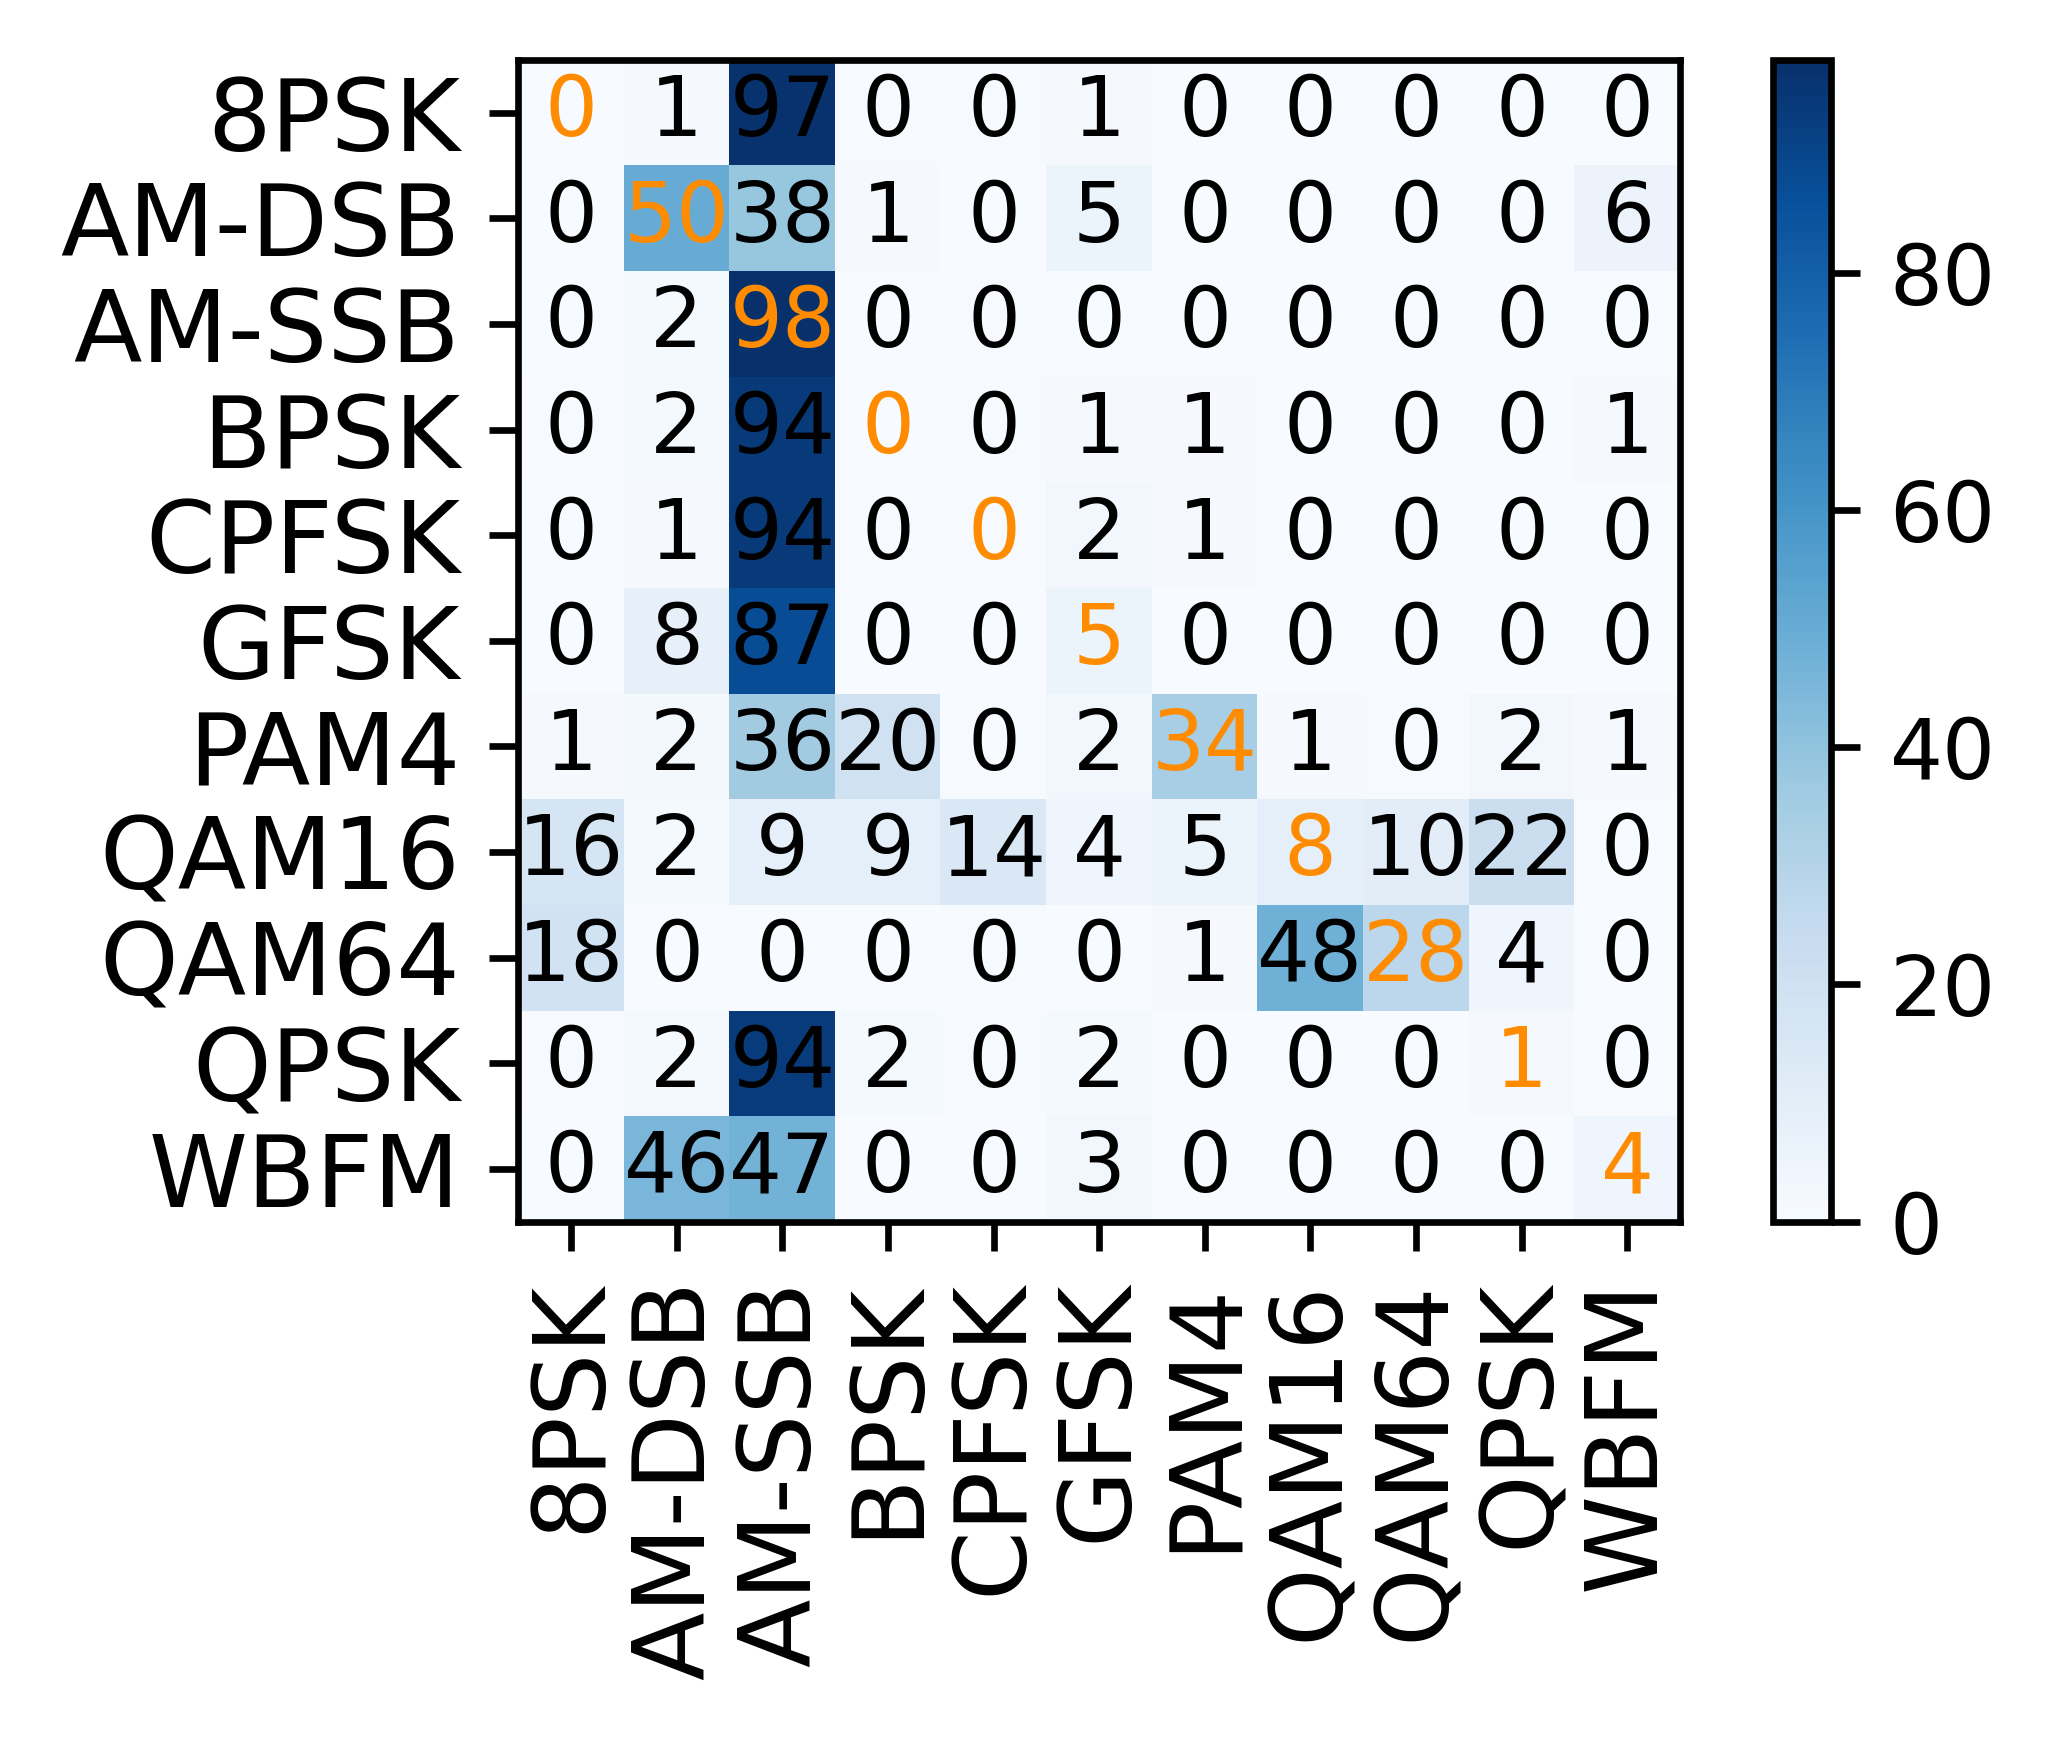 8PSK 0 1 97 0 0 1 0 0 0 0 0
AM-DSB 0 50 38 1 0 5 0 0 0 0 6
AM-SSB 0 2 98 0 0 0 0 0 0 0 0
BPSK 0 2 94 0 0 1 1 0 0 0 1
CPFSK 0 1 94 0 0 2 1 0 0 0 0
GFSK 0 8 87 0 0 5 0 0 0 0 0
PAM4 1 2 36 20 0 2 34 1 0 2 1
QAM16 16 2 9 9 14 4 5 8 10 22 0
QAM64 18 0 0 0 0 0 1 48 28 4 0
QPSK 0 2 94 2 0 2 0 0 0 1 0
WBFM 0 46 47 0 0 3 0 0 0 0 4
8PSK
AM-DSB
AM-SSB
BPSK
CPFSK
GFSK
PAM4
QAM16
QAM64
QPSK
WBFM
80
60
40
20
0